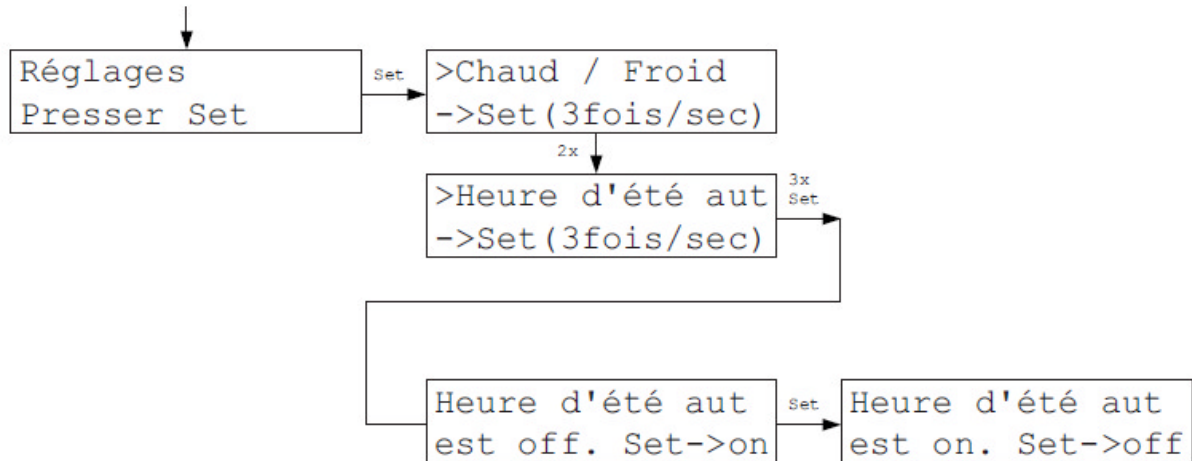 Réglages
Presser Set
Set
>Chaud / Froid
->Set(3fois/sec)
2x
>Heure d'été aut
->Set(3fois/sec)
3x
Set
Heure d'été aut
est off. Set->on
Set
Heure d'été aut
est on. Set->off